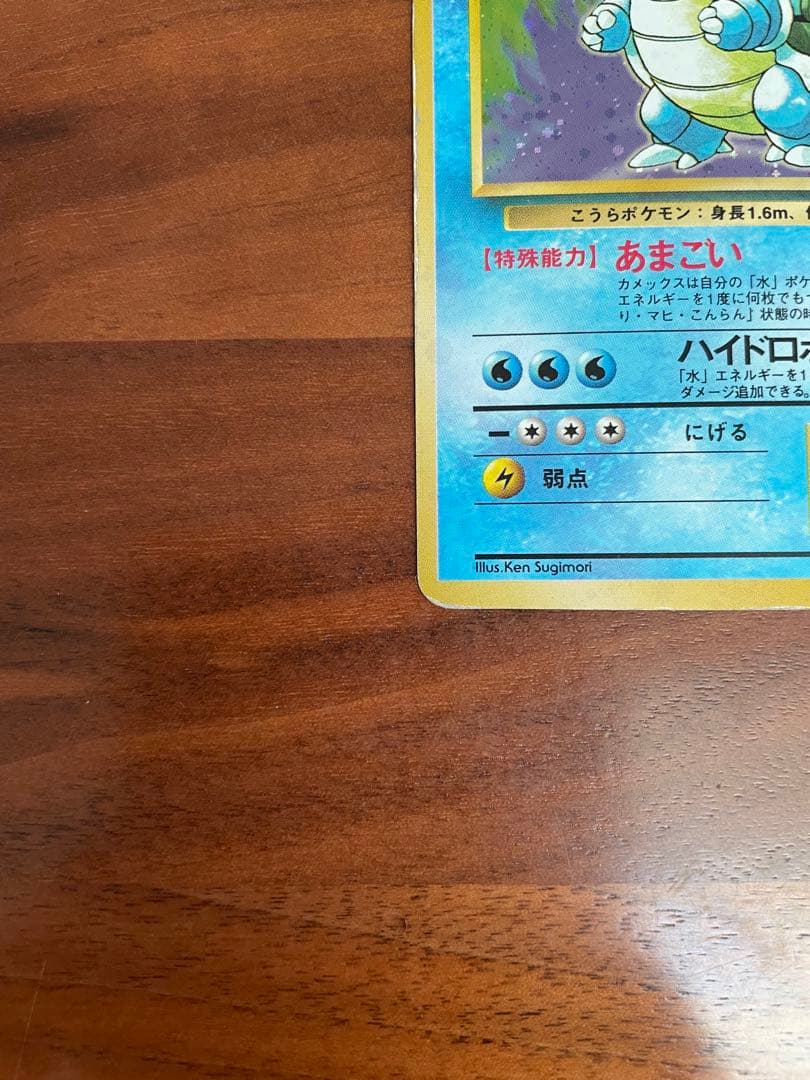 こうらポケモン：身長1.6m、
【特殊能力】 あまごい
カメックスは自分の「水」ポケ
エネルギーを1度に何枚でも
り・マヒ・こんらん』状態の時
ハイドロポ
「水」エネルギーを1
ダメージ追加できる。
にげる
弱点
Illus.Ken Sugimori